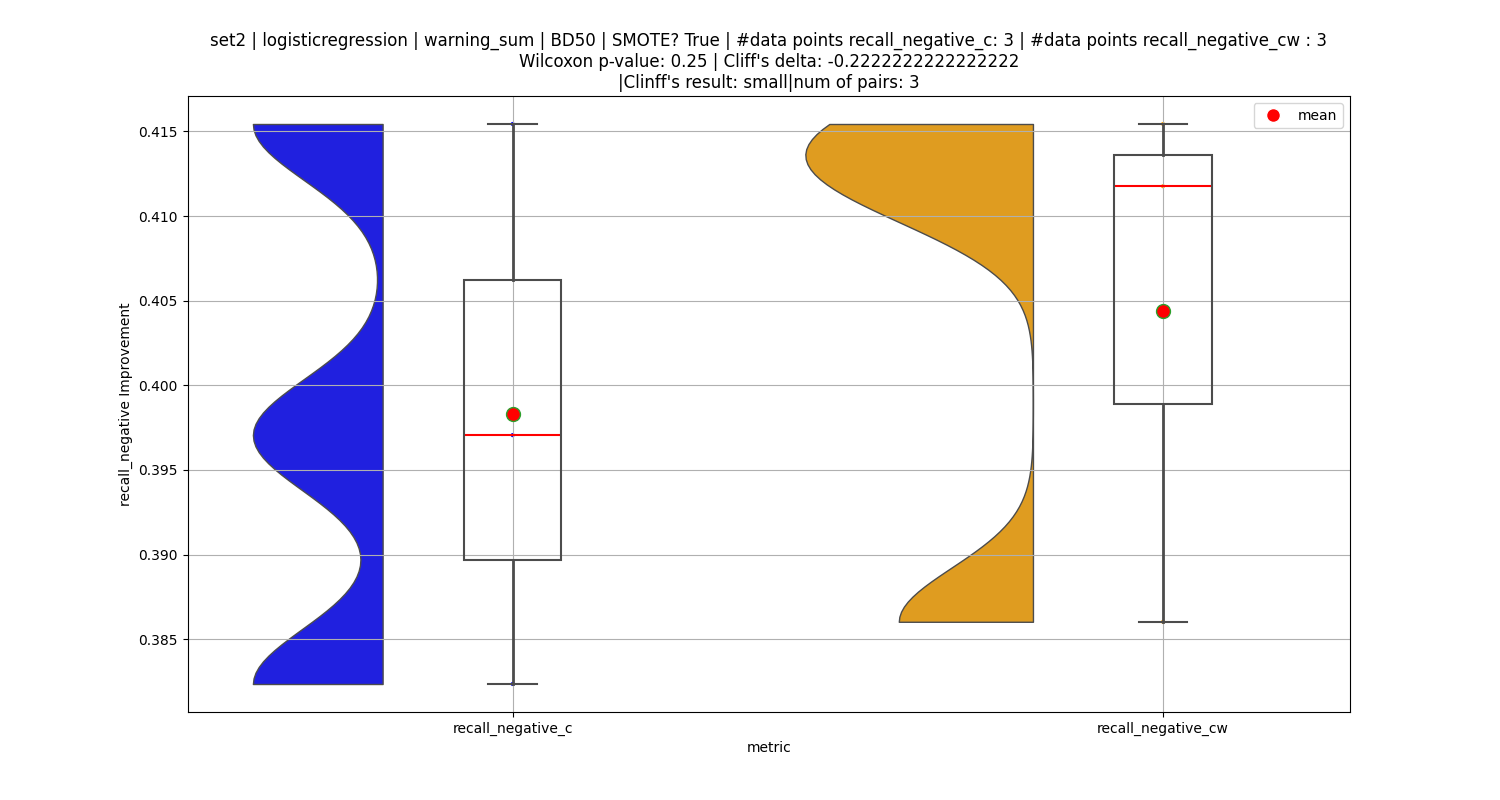 set2 | logisticregression | warning_sum | BD50 | SMOTE? True | #data points recall_negative_c: 3 | #data points recall_negative_cw : 3
Wilcoxon p-value: 0.25 | Cliff's delta: -0.2222222222222222
|Clinff's result: small|num of pairs: 3
mean
0.415
0.410
0.405
0.400
0.395
0.390
0.385
recall_negative Improvement
recall_negative_c
recall_negative_cw
metric